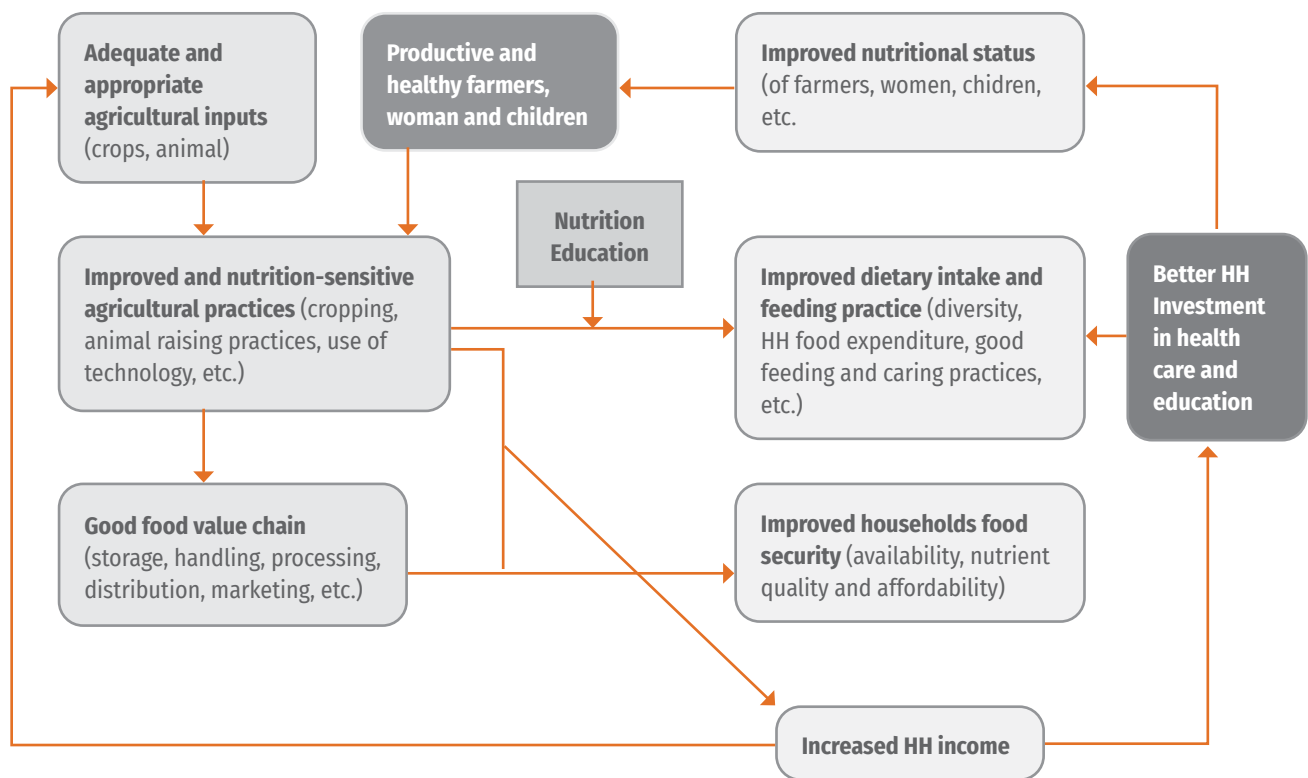 Adequate and
appropriate
agricultural inputs
(crops, animal)
Productive and
healthy farmers,
woman and children
Improved nutritional status
(of farmers, women, chidren,
etc.
Nutrition
Education
Improved and nutrition-sensitive
agricultural practices (cropping,
animal raising practices, use of
technology, etc.)
Improved dietary intake and
feeding practice (diversity,
HH food expenditure, good
feeding and caring practices,
etc.)
Better HH
Investment
in health
care and
education
Good food value chain
(storage, handling, processing,
distribution, marketing, etc.)
Improved households food
security (availability, nutrient
quality and affordability)
Increased HH income